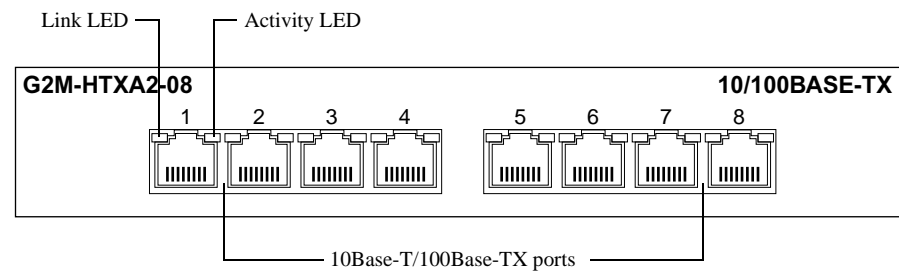 Link LED Activity LED
G2M-HTXA2-08 10/100BASE-TX
1 2 3 4 5 6 7 8
10Base-T/100Base-TX ports